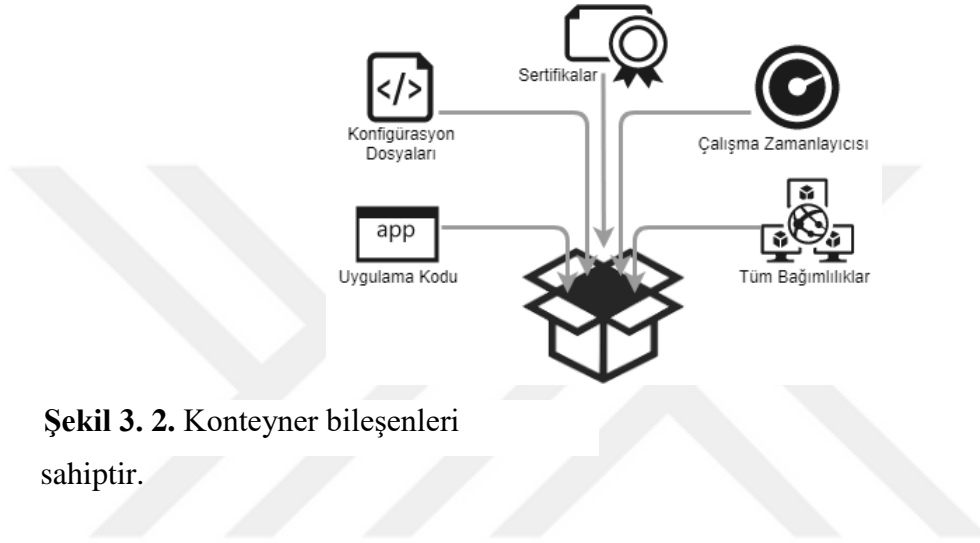 Sertifikalar
</>
Konfigürasyon
Dosyaları
Çalışma Zamanlayıcısı
app
Uygulama Kodu
Tüm Bağımlılıklar
Şekil 3. 2. Konteyner bileşenleri
sahiptir.